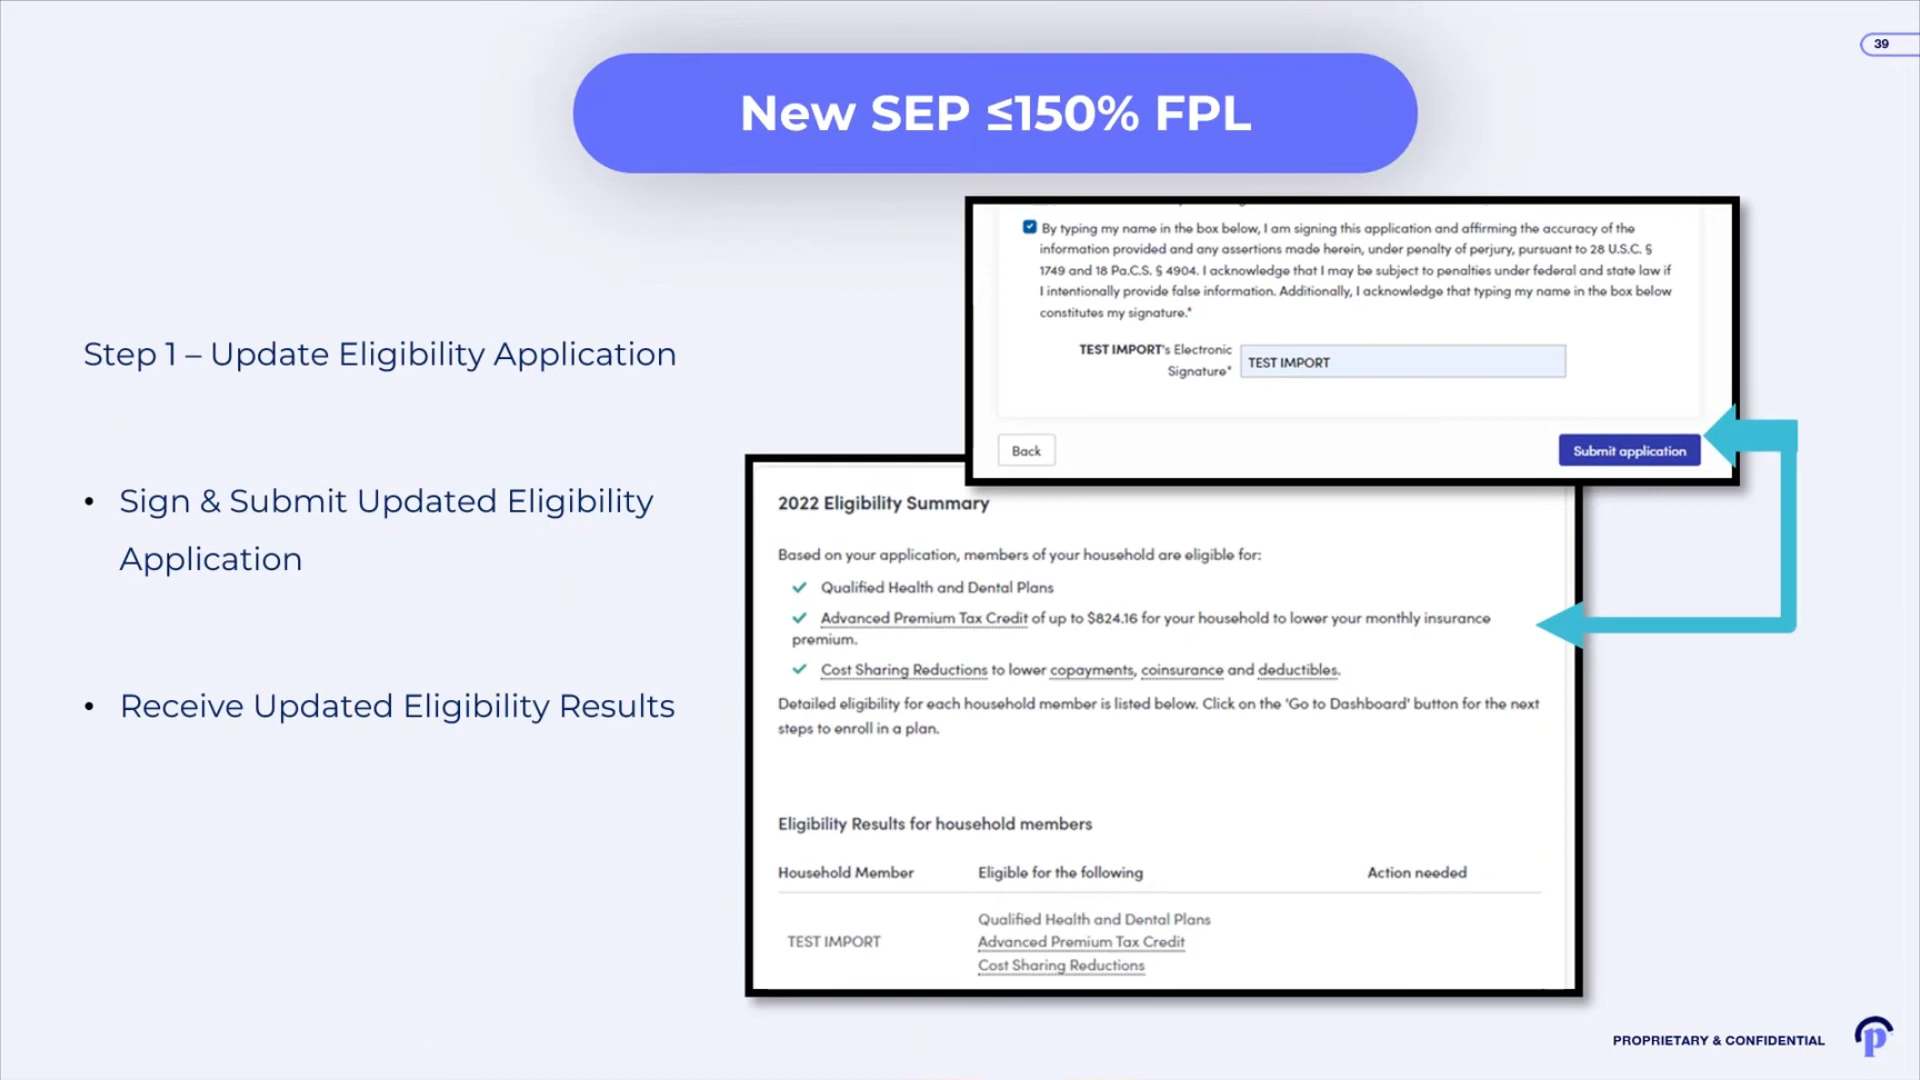 39
New SEP ≤150% FPL
Step 1 – Update Eligibility Application
• Sign & Submit Updated Eligibility
Application
• Receive Updated Eligibility Results
By typing my name in the box below, I am signing this application and affirming the accuracy of the
information provided and any assertions made herein, under penalty of perjury, pursuant to 28 U.S.C. §
1749 and 18 Pa.C.S. § 4904. I acknowledge that I may be subject to penalties under federal and state law if
I intentionally provide false information. Additionally, I acknowledge that typing my name in the box below
constitutes my signature.*
TEST IMPORT's Electronic
Signature*
TEST IMPORT
Back
Submit application
2022 Eligibility Summary
Based on your application, members of your household are eligible for:
Qualified Health and Dental Plans
Advanced Premium Tax Credit of up to $824.16 for your household to lower your monthly insurance
premium.
Cost Sharing Reductions to lower copayments, coinsurance and deductibles.
Detailed eligibility for each household member is listed below. Click on the 'Go to Dashboard' button for the next
steps to enroll in a plan.
Eligibility Results for household members
Household Member Eligible for the following Action needed
Qualified Health and Dental Plans
TEST IMPORT Advanced Premium Tax Credit
Cost Sharing Reductions
PROPRIETARY & CONFIDENTIAL
p